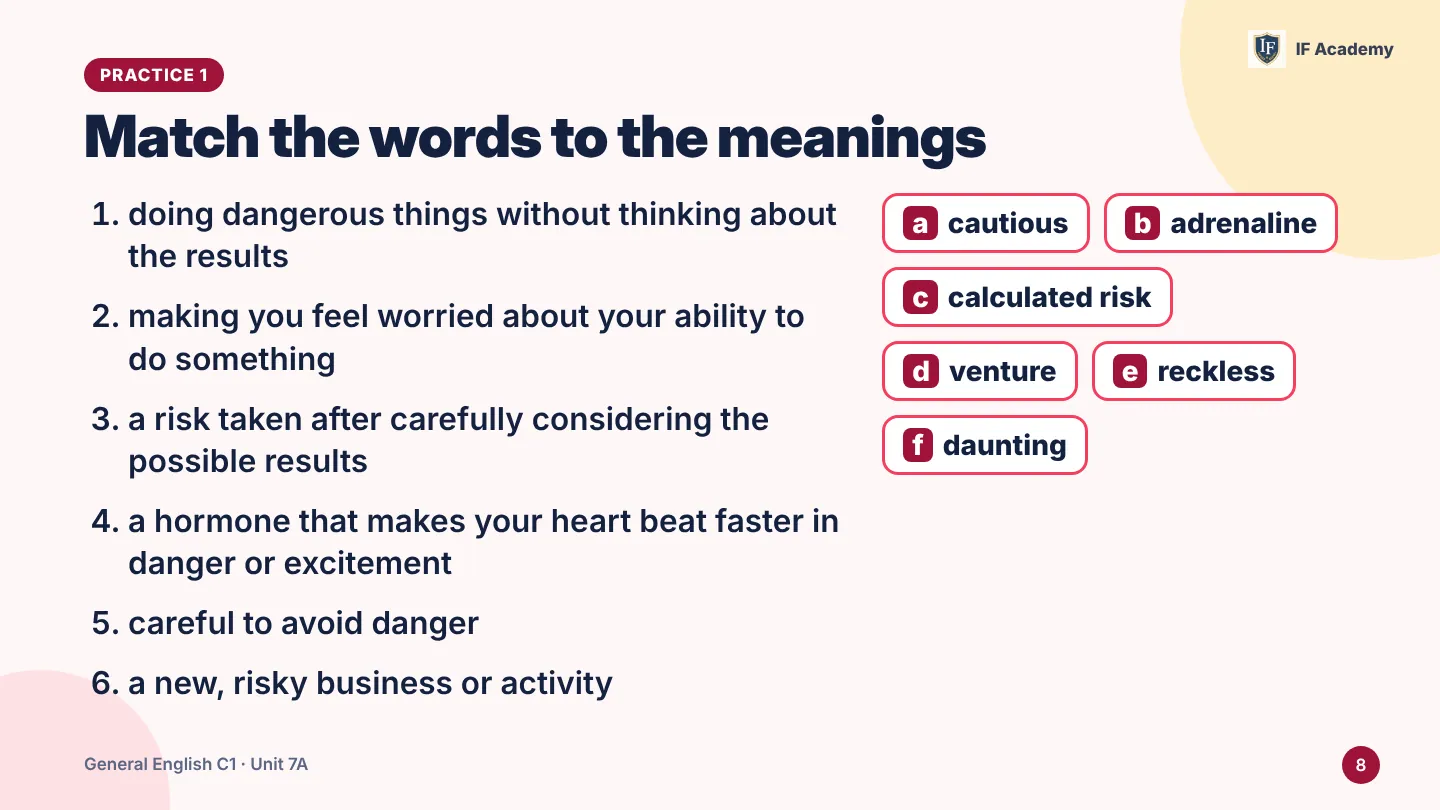 IF Academy
PRACTICE 1
Match the words to the meanings
1. doing dangerous things without thinking about
the results
2. making you feel worried about your ability to
do something
3. a risk taken after carefully considering the
possible results
4. a hormone that makes your heart beat faster in
danger or excitement
5. careful to avoid danger
6. a new, risky business or activity
a cautious b adrenaline
c calculated risk
d venture e reckless
f daunting
General English C1 · Unit 7A
8